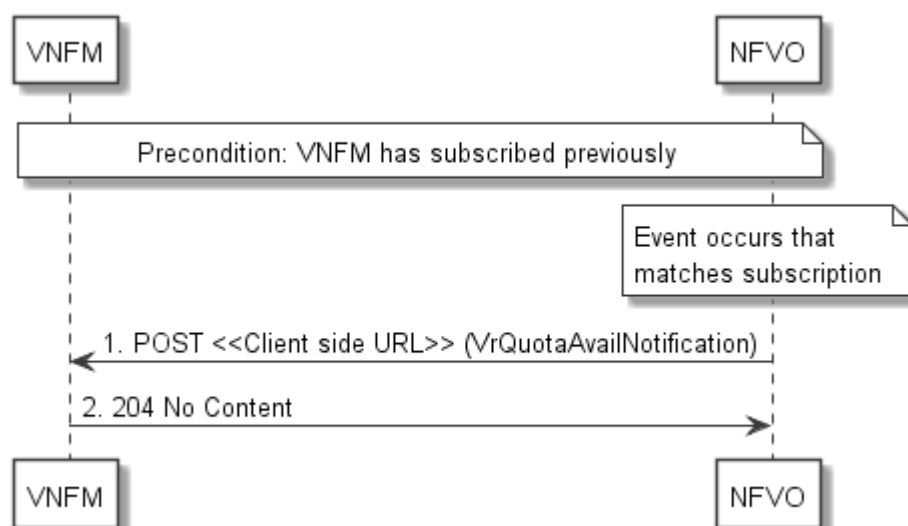 VNFM
NFVO
Precondition: VNFM has subscribed previously
Event occurs that
matches subscription
1. POST <<Client side URL>> (VrQuotaAvailNotification)
2. 204 No Content
VNFM
NFVO